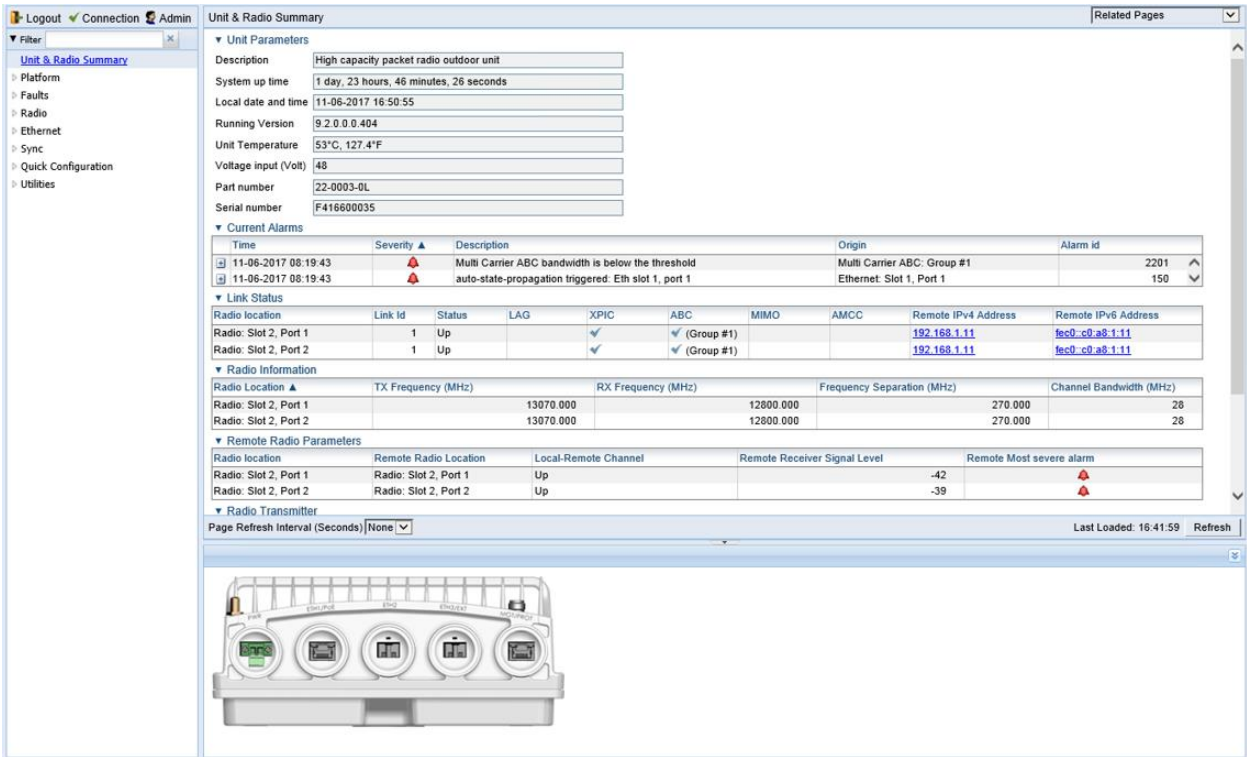 Logout Connection Admin
Filter
Unit & Radio Summary
Platform
Faults
Radio
Ethernet
Sync
Quick Configuration
Utilities
Unit & Radio Summary Related Pages
Unit Parameters
Description High capacity packet radio outdoor unit
System up time 1 day, 23 hours, 46 minutes, 26 seconds
Local date and time 11-06-2017 16:50:55
Running Version 9.2.0.0.0.404
Unit Temperature 53°C, 127.4°F
Voltage input (Volt) 48
Part number 22-0003-0L
Serial number F416600035
Current Alarms
Time Severity ▲ Description Origin Alarm id
11-06-2017 08:19:43 Multi Carrier ABC bandwidth is below the threshold Multi Carrier ABC: Group #1 2201
11-06-2017 08:19:43 auto-state-propagation triggered: Eth slot 1, port 1 Ethernet: Slot 1, Port 1 150
Link Status
Radio location Link Id Status LAG XPIC ABC MIMO AMCC Remote IPv4 Address Remote IPv6 Address
Radio: Slot 2, Port 1 1 Up (Group #1) 192.168.1.11 fec0::c0:a8:1:11
Radio: Slot 2, Port 2 1 Up (Group #1) 192.168.1.11 fec0::c0:a8:1:11
Radio Information
Radio Location ▲ TX Frequency (MHz) RX Frequency (MHz) Frequency Separation (MHz) Channel Bandwidth (MHz)
Radio: Slot 2, Port 1 13070.000 12800.000 270.000 28
Radio: Slot 2, Port 2 13070.000 12800.000 270.000 28
Remote Radio Parameters
Radio location Remote Radio Location Local-Remote Channel Remote Receiver Signal Level Remote Most severe alarm
Radio: Slot 2, Port 1 Radio: Slot 2, Port 1 Up -42
Radio: Slot 2, Port 2 Radio: Slot 2, Port 2 Up -39
Radio Transmitter
Page Refresh Interval (Seconds) None Last Loaded: 16:41:59 Refresh
PWR ETH1/PoE ETH2 ETH3/EXT MGT/PROT